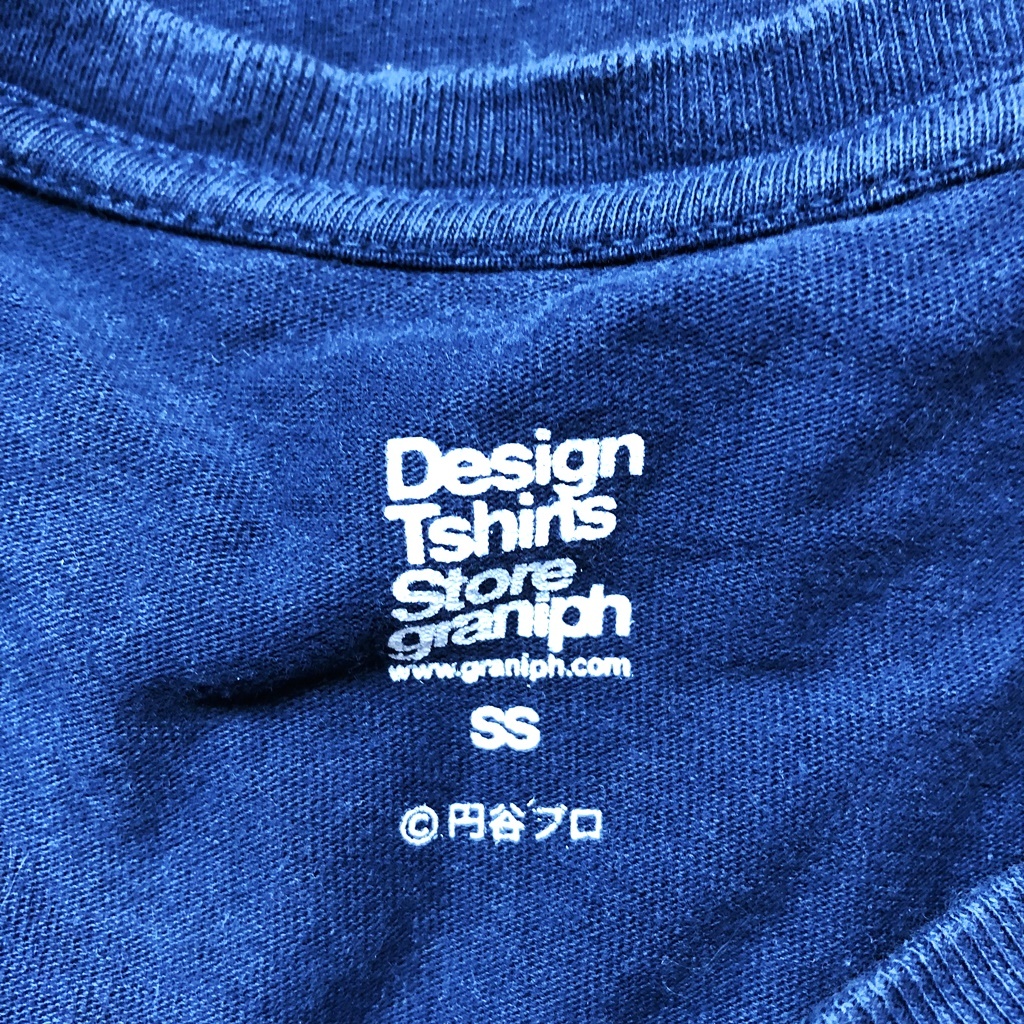 Design
Tshirts
Store
graniph
www.graniph.com
SS
© 円谷プロ